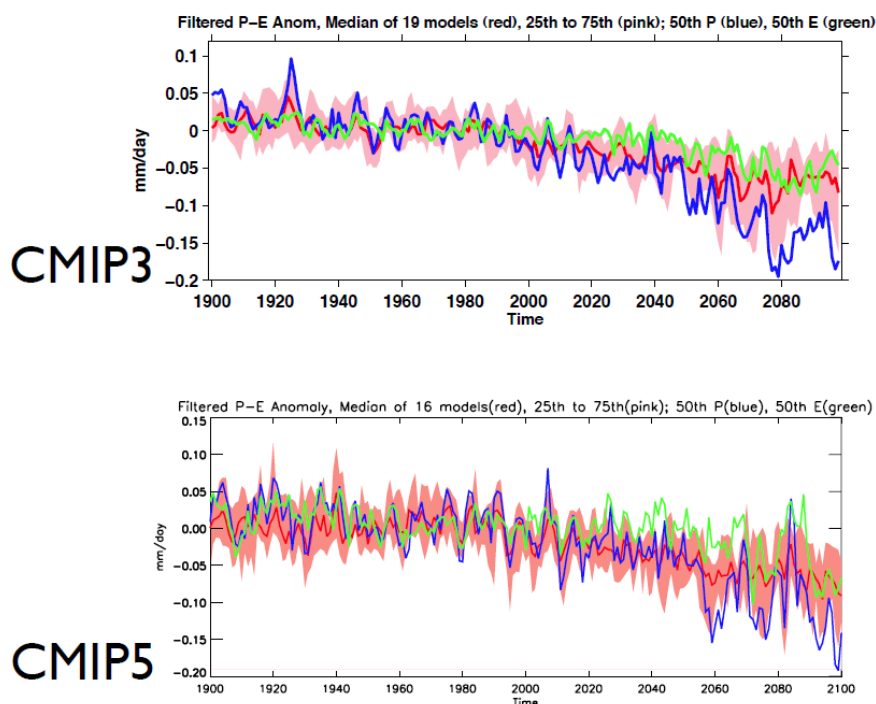 Filtered P-E Anom, Median of 19 models (red), 25th to 75th (pink); 50th P (blue), 50th E (green)
0.1
0.05
0
-0.05
-0.1
-0.15
-0.2
mm/day
CMIP3
1900 1920 1940 1960 1980 2000 2020 2040 2060 2080
Time
Filtered P-E Anomaly, Median of 16 models(red), 25th to 75th(pink); 50th P(blue), 50th E(green)
0.15
0.10
0.05
0.00
-0.05
-0.10
-0.15
-0.20
mm/day
CMIP5
1900 1920 1940 1960 1980 2000 2020 2040 2060 2080 2100
Time